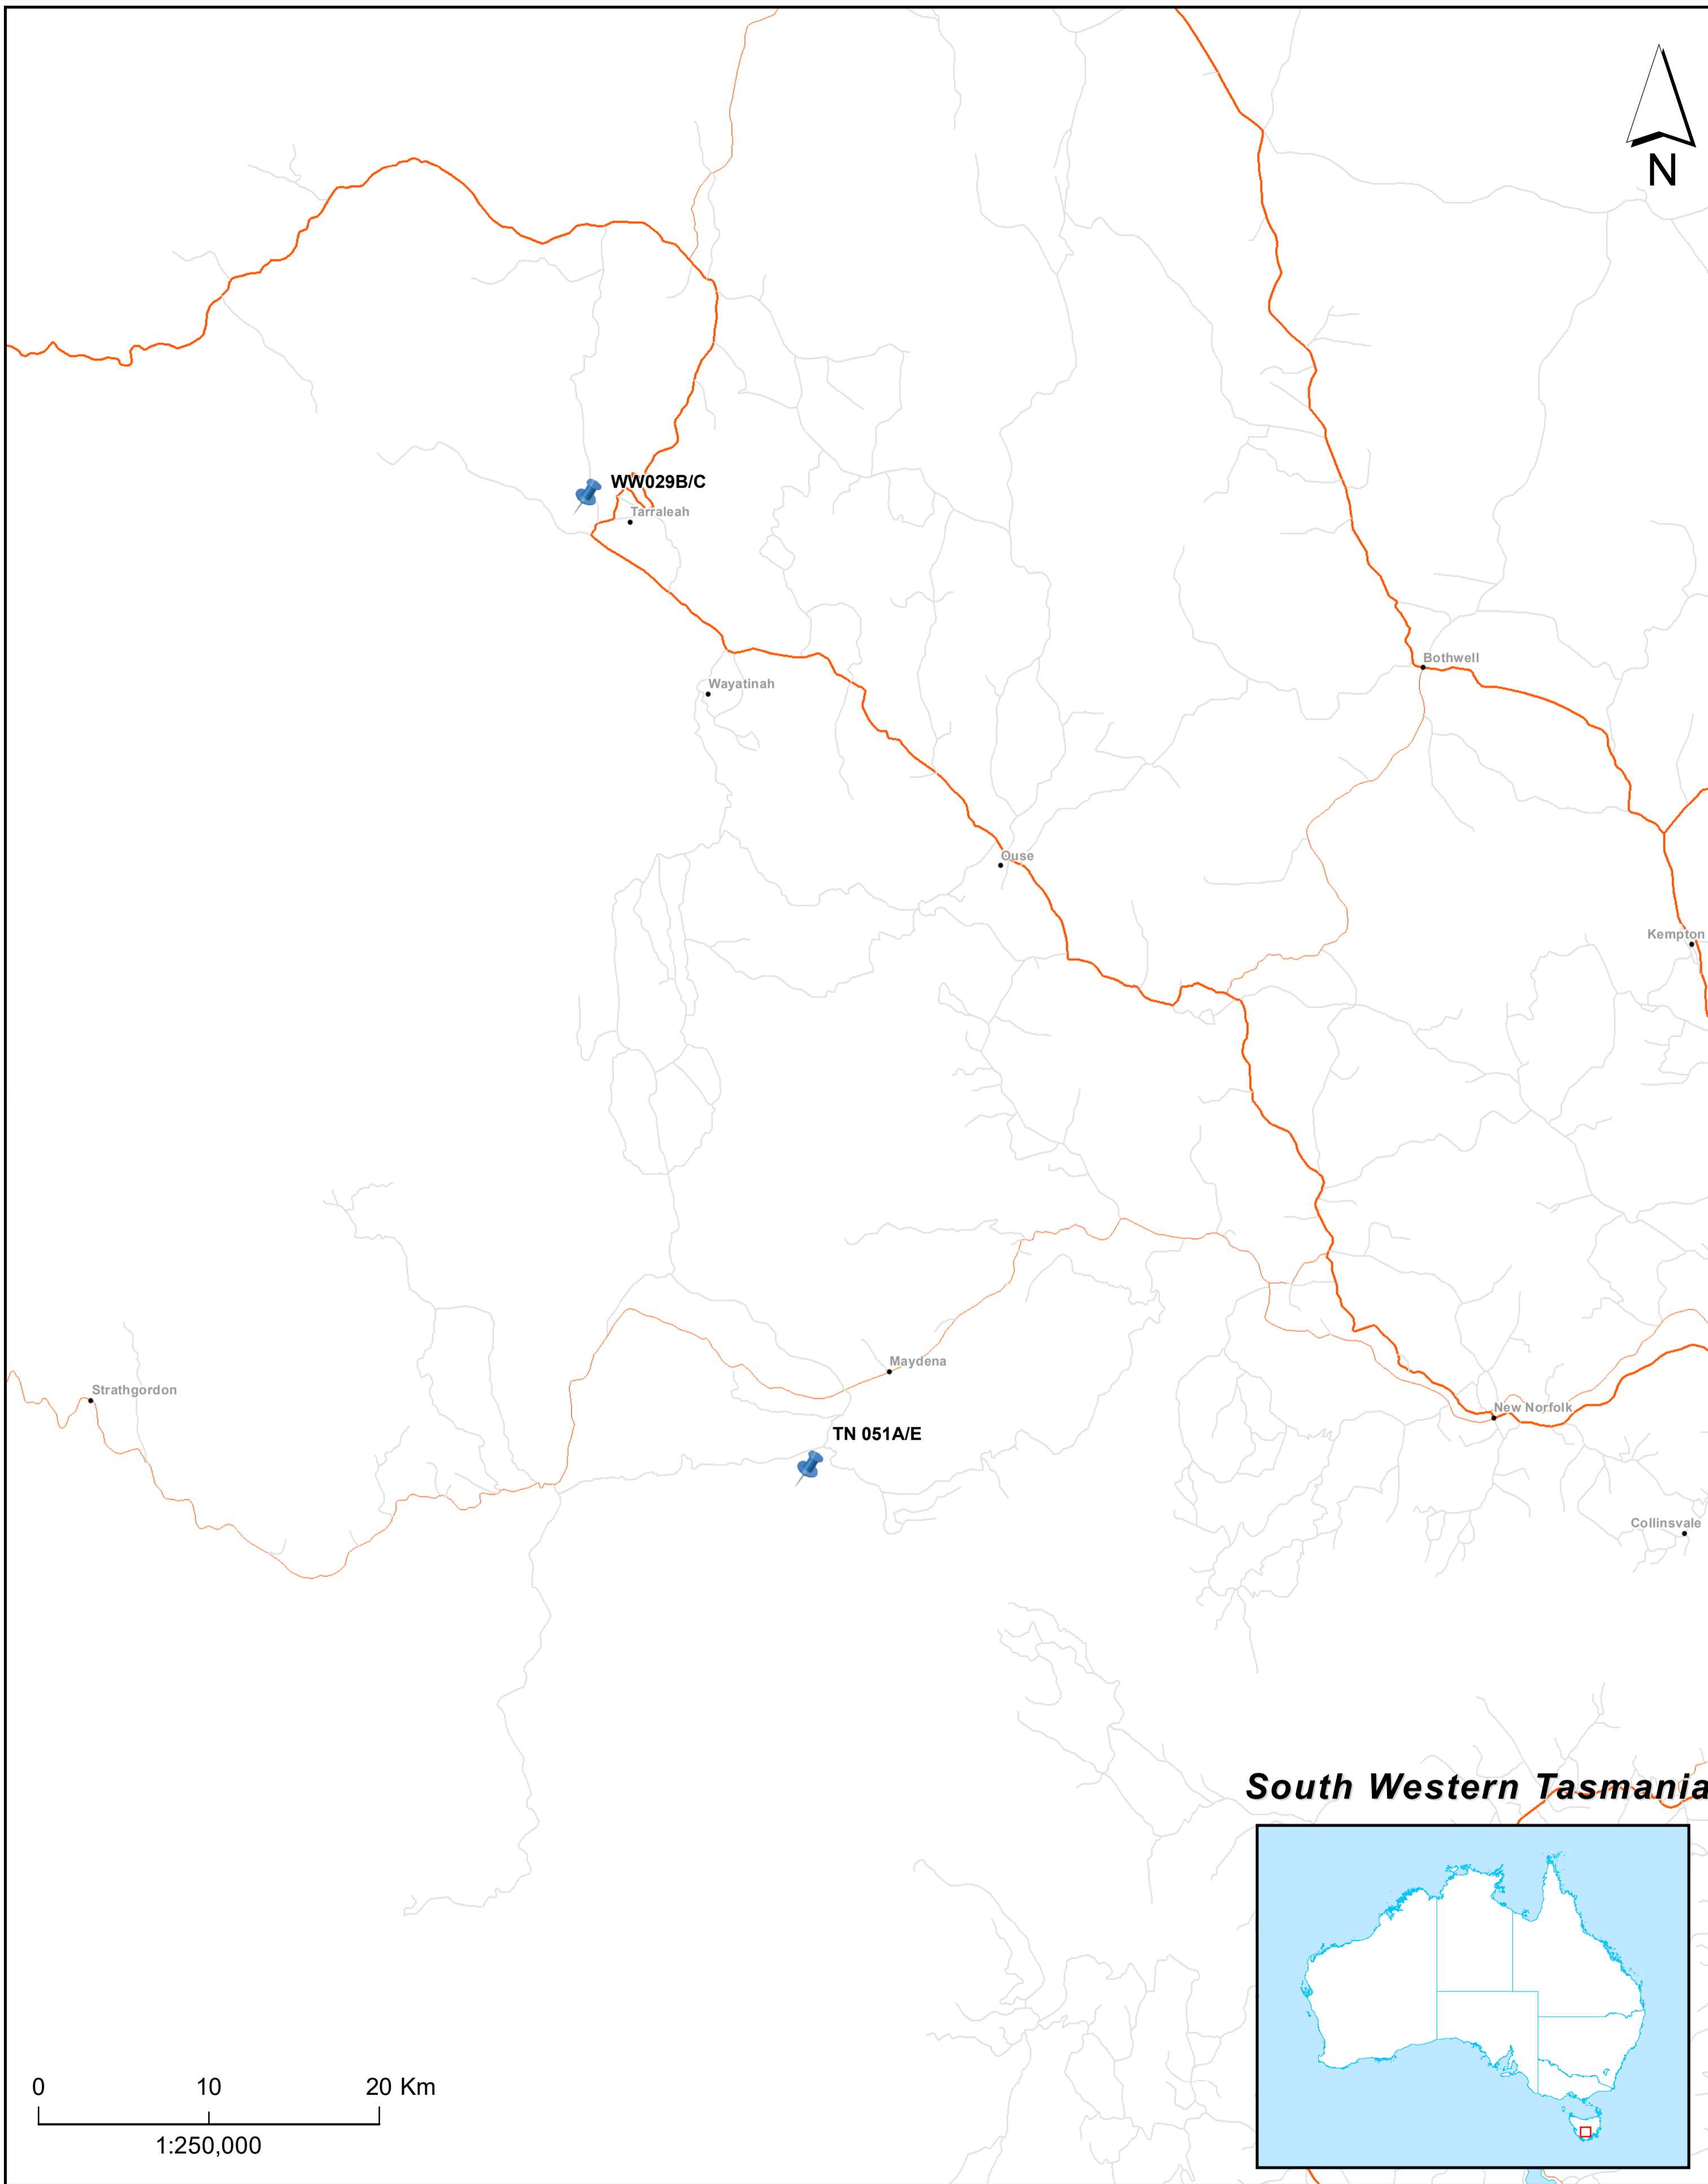 N
WW029B/C
Tarraleah
Bothwell
Wayatinah
Ouse
Kempton
Maydena
Strathgordon
New Norfolk
TN 051A/E
Collinsvale
South Western Tasmania
0 10 20 Km
1:250,000